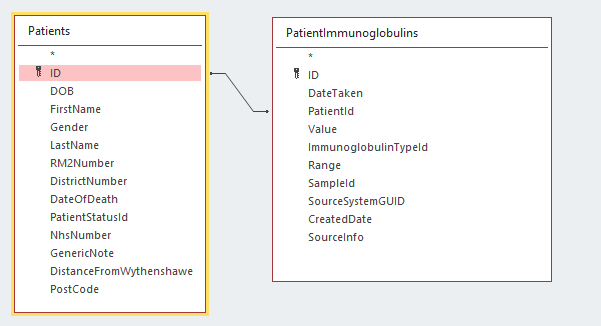 Patients
*
ID
DOB
FirstName
Gender
LastName
RM2Number
DistrictNumber
DateOfDeath
PatientStatusId
NhsNumber
GenericNote
DistanceFromWythenshawe
PostCode
PatientImmunoglobulins
*
ID
DateTaken
PatientId
Value
ImmunoglobulinTypeId
Range
SampleId
SourceSystemGUID
CreatedDate
SourceInfo